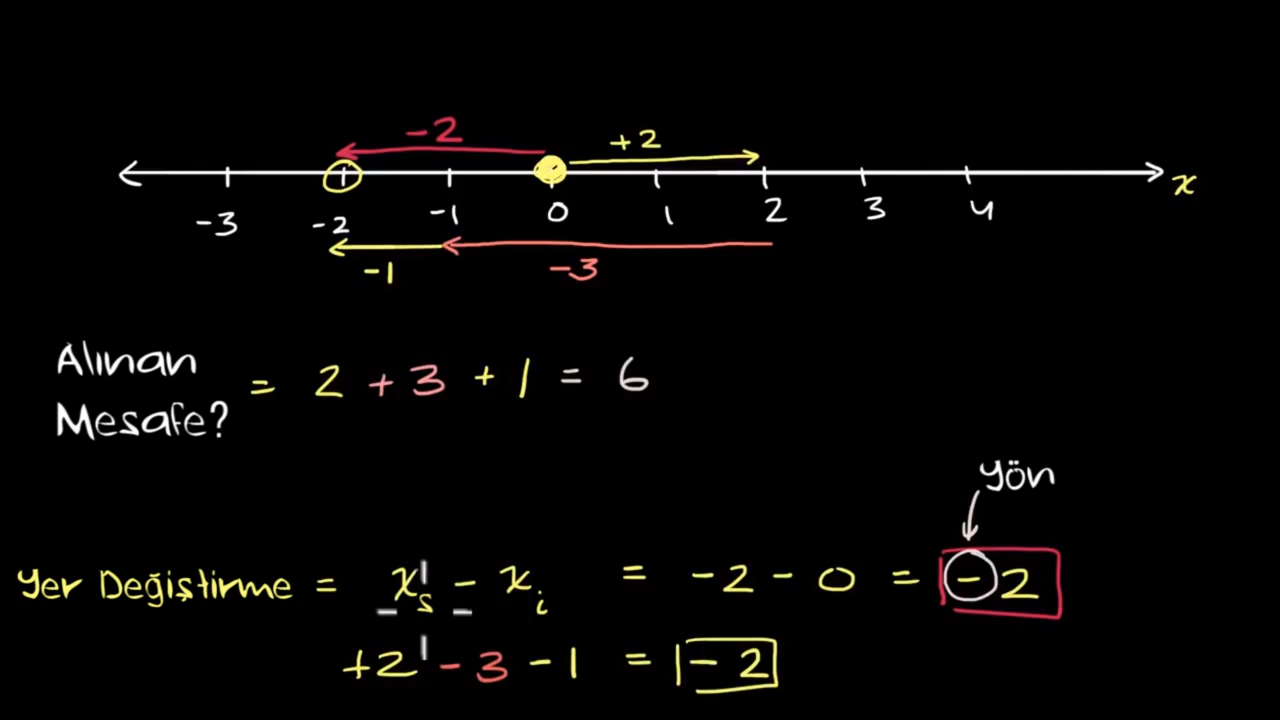 -2 +2
x
-3 -2 -1 0 1 2 3 4
-1 -3
Alınan
Mesafe? = 2 + 3 + 1 = 6
Yön
Yer Değiştirme = xs - xi = -2 - 0 = -2
+2 - 3 - 1 = -2